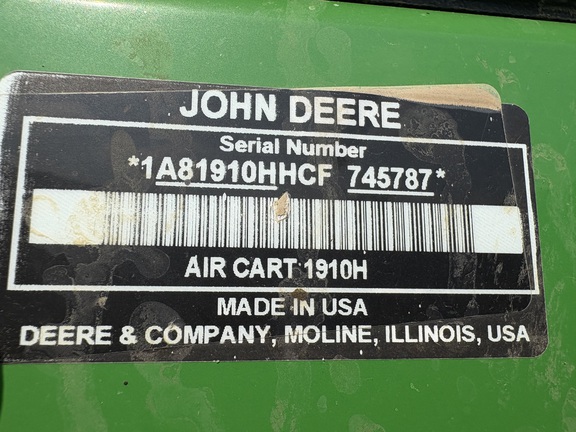 JOHN DEERE
Serial Number
*1A81910HHCF 745787*
AIR CART 1910H
MADE IN USA
DEERE & COMPANY, MOLINE, ILLINOIS, USA